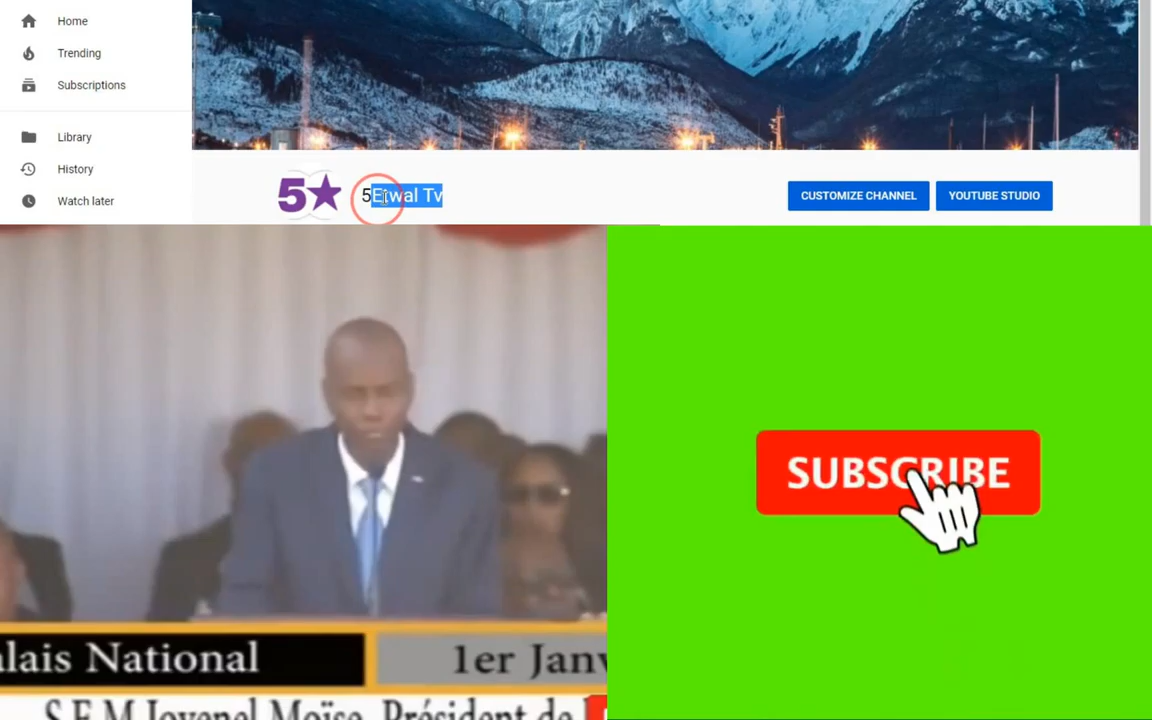 Home
Trending
Subscriptions
Library
History
Watch later
5★
5Etwal Tv
CUSTOMIZE CHANNEL
YOUTUBE STUDIO
SUBSCRIBE
alais National
1er Janv
S.E.M Jovenel Moïse, Président de